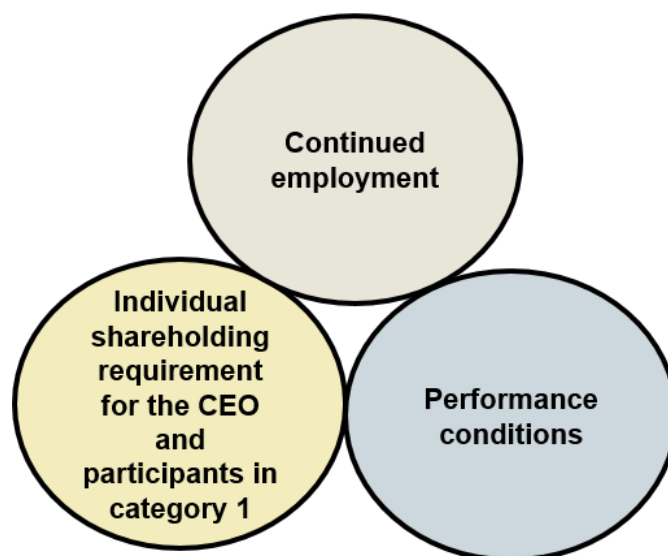 Continued
employment
Individual
shareholding
requirement
for the CEO
and
participants in
category 1
Performance
conditions